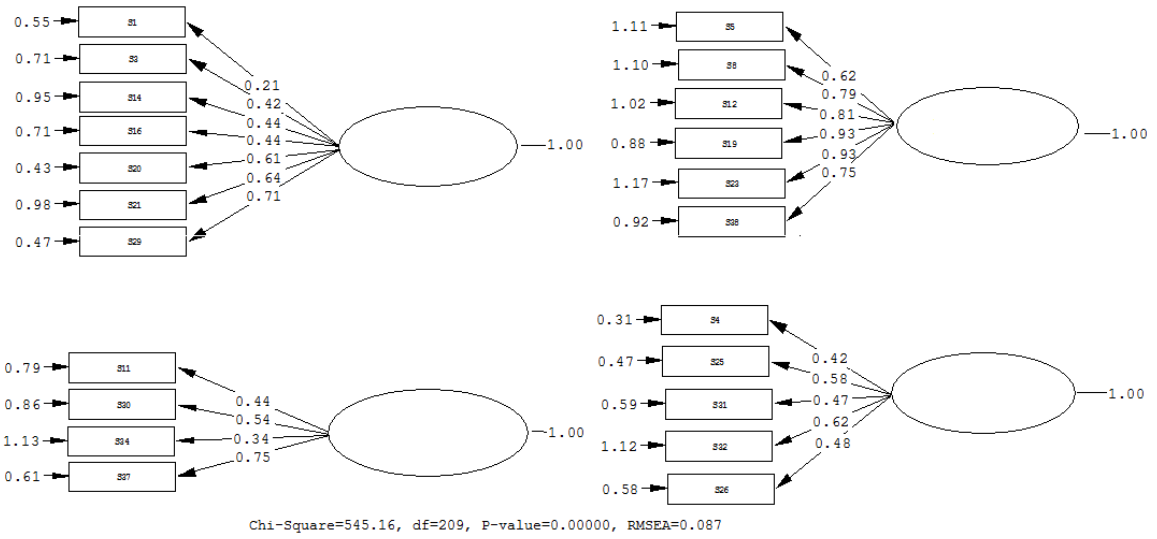 0.55 S1
0.71 S3 0.21
0.95 S14 0.42
0.71 S16 0.44
0.43 S20 0.44
0.98 S21 0.61
0.47 S29 0.64
0.71
1.00
1.11 S5
1.10 S8 0.62
1.02 S12 0.79
0.88 S19 0.81
1.17 S23 0.93
0.92 S38 0.93
0.75
1.00
0.79 S11
0.86 S30 0.44
1.13 S34 0.54
0.61 S37 0.34
0.75
1.00
0.31 S4
0.47 S25 0.42
0.59 S31 0.58
1.12 S32 0.47
0.58 S26 0.62
0.48
1.00
Chi-Square=545.16, df=209, P-value=0.00000, RMSEA=0.087